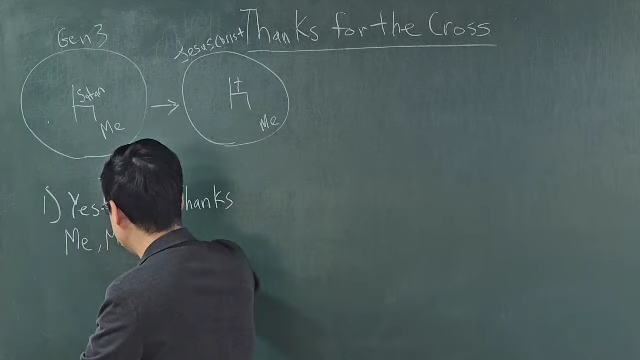 Thanks for the Cross
Gen 3
Jesus Christ
Satan
Me
Me
1) Yes Thanks
Me,